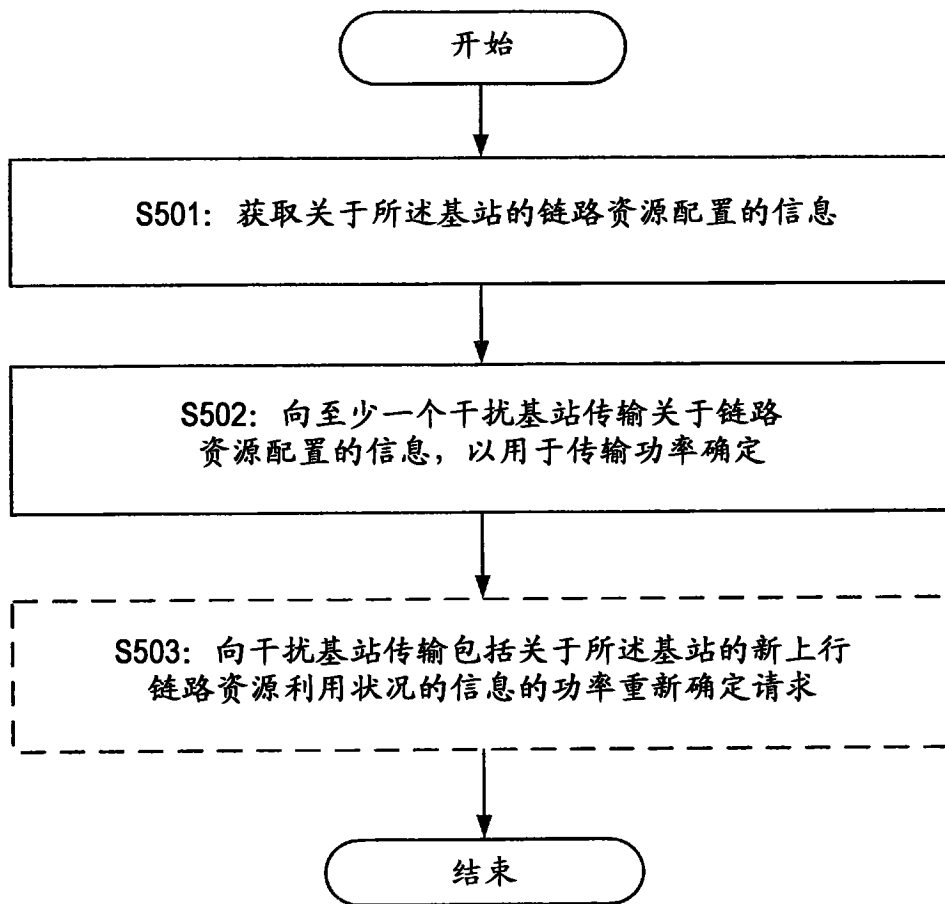 开始
S501: 获取关于所述基站的链路资源配置的信息
S502: 向至少一个干扰基站传输关于链路
资源配置的信息, 以用于传输功率确定
S503: 向干扰基站传输包括关于所述基站的新上行
链路资源利用状况的信息的功率重新确定请求
结束